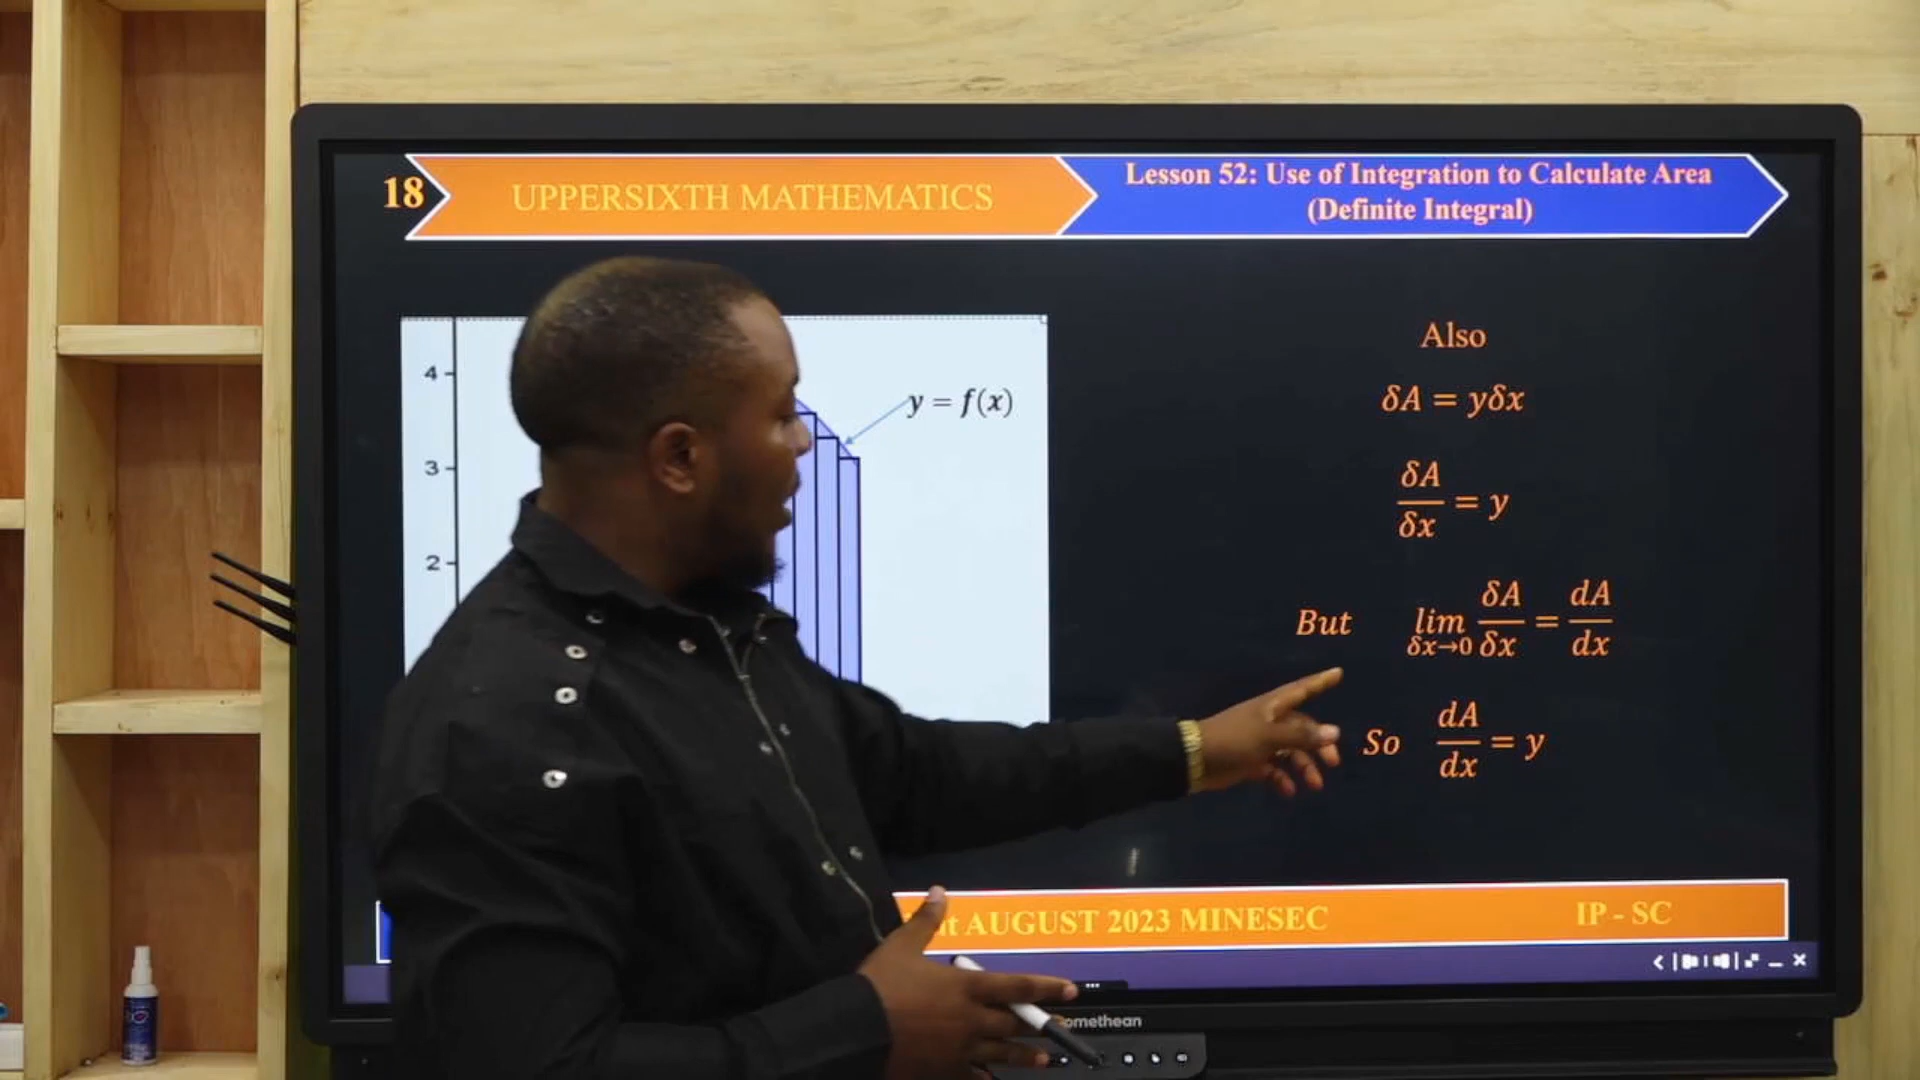 18
UPPERSIXTH MATHEMATICS
Lesson 52: Use of Integration to Calculate Area
(Definite Integral)
4
3
2
y = f(x)
Also
δA = yδx
δA/δx = y
But lim δx→0 δA/δx = dA/dx
So dA/dx = y
AUGUST 2023 MINESEC
IP - SC